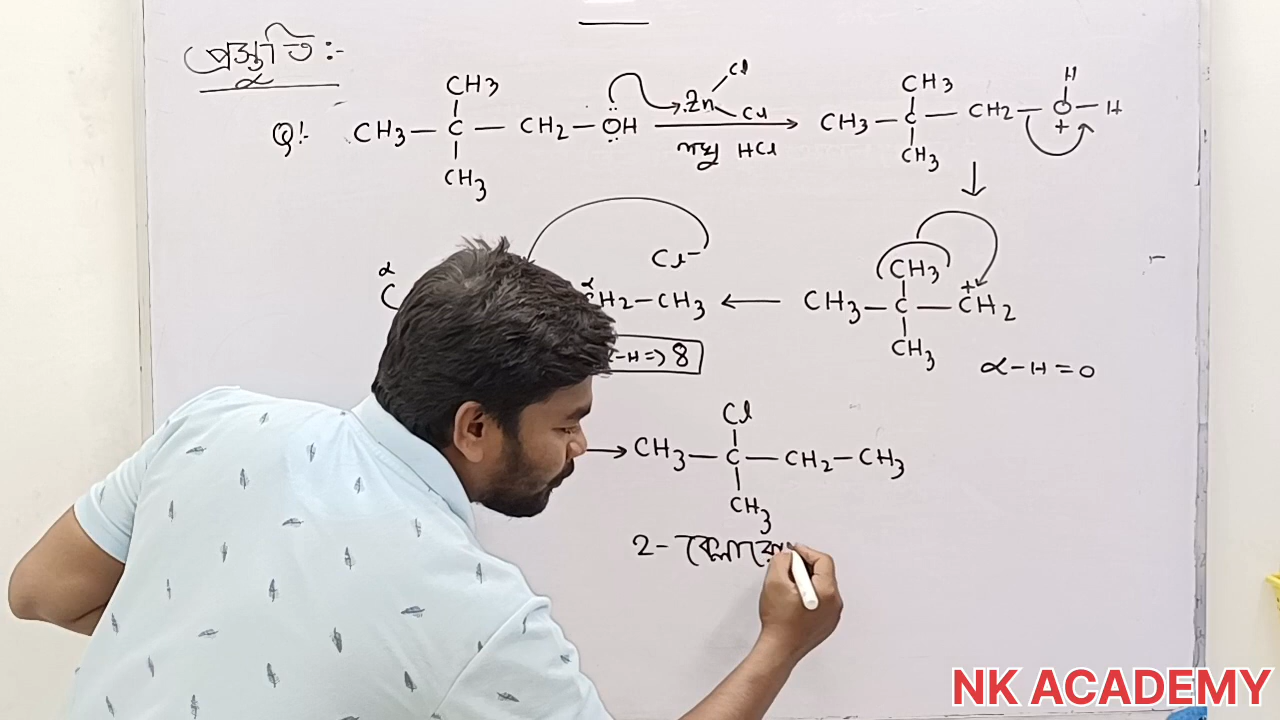 প্রস্তুতি :-
Q!. CH3 — C — CH2 — OH
CH3
CH3
Zn Cl Cl
লঘু HCl
CH3 — C — CH2 — O — H
CH3
CH3
H
+
α
C
α
CH2 — CH3
Cl-
α-H => 8
CH3 — C — CH2
CH3
CH3
+
α-H = 0
CH3 — C — CH2 — CH3
Cl
CH3
2- ক্লোরো
NK ACADEMY